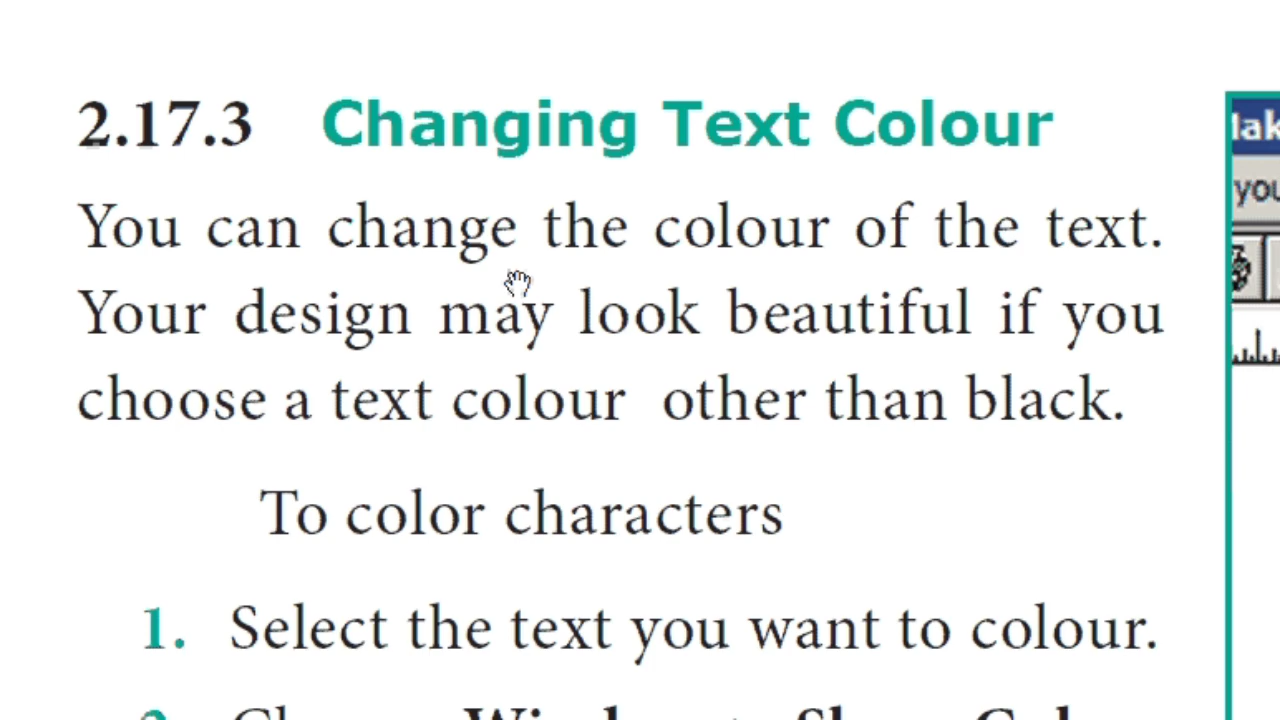 2.17.3 Changing Text Colour
You can change the colour of the text.
Your design may look beautiful if you
choose a text colour other than black.
To color characters
1. Select the text you want to colour.
you